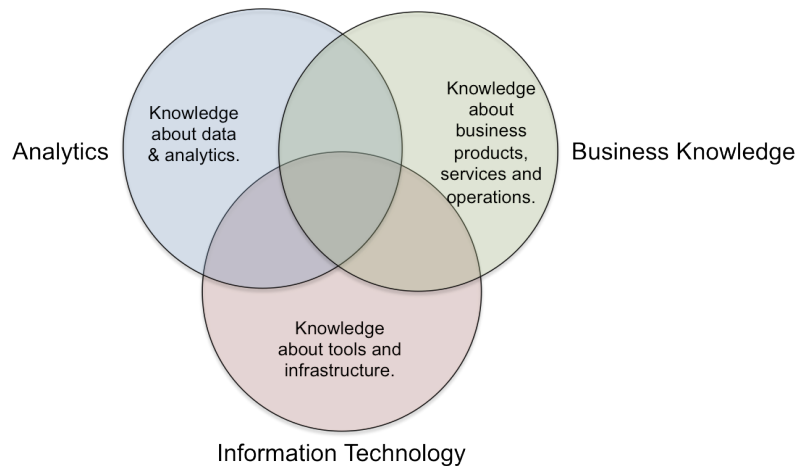 Knowledge
about data
& analytics.
Knowledge
about
business
products,
services and
operations.
Analytics
Business Knowledge
Knowledge
about tools and
infrastructure.
Information Technology